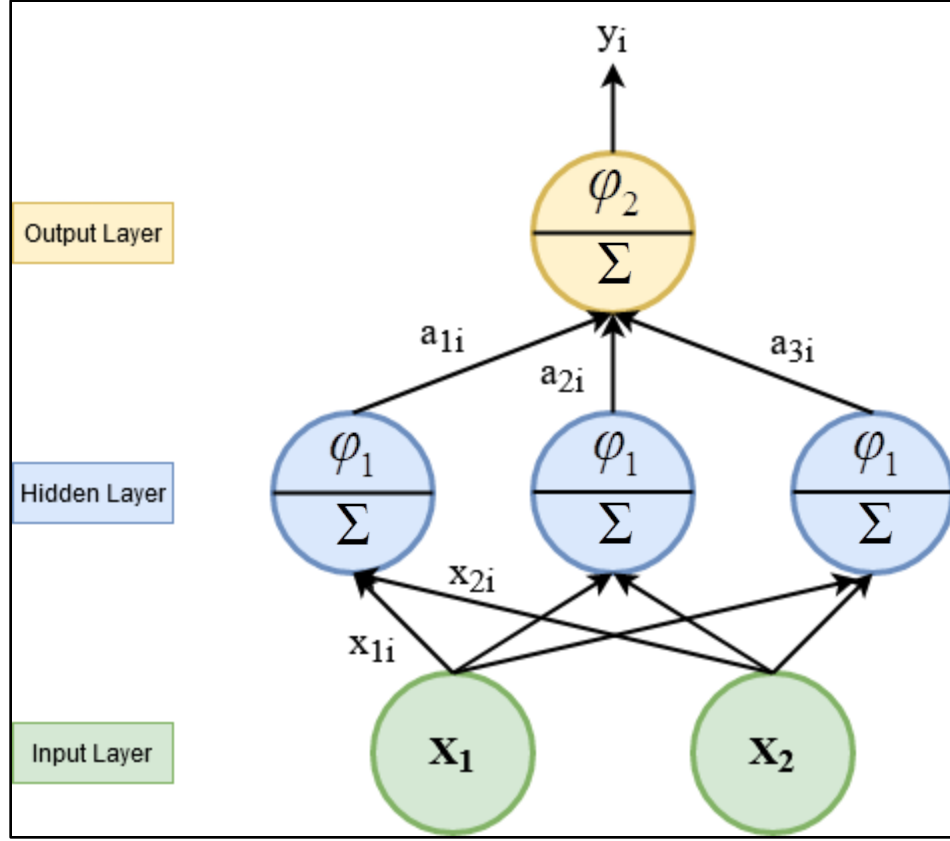 yi
φ2
Output Layer
Σ
a1i
a2i
a3i
φ1 φ1 φ1
Hidden Layer
Σ Σ Σ
x2i
x1i
Input Layer
X1 X2